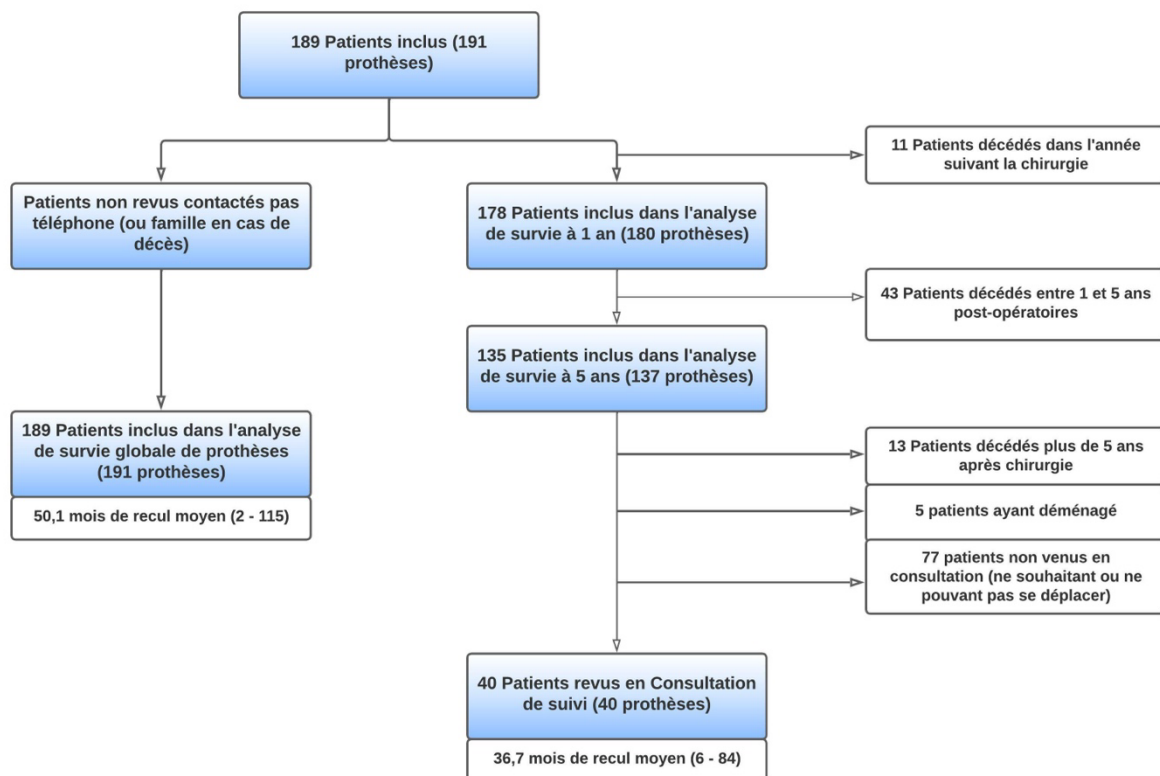 189 Patients inclus (191
prothèses)
11 Patients décédés dans l'année
suivant la chirurgie
Patients non revus contactés pas
téléphone (ou famille en cas de
décès)
178 Patients inclus dans l'analyse
de survie à 1 an (180 prothèses)
43 Patients décédés entre 1 et 5 ans
post-opératoires
135 Patients inclus dans l'analyse
de survie à 5 ans (137 prothèses)
189 Patients inclus dans l'analyse
de survie globale de prothèses
(191 prothèses)
50,1 mois de recul moyen (2 - 115)
13 Patients décédés plus de 5 ans
après chirurgie
5 patients ayant déménagé
77 patients non venus en
consultation (ne souhaitant ou ne
pouvant pas se déplacer)
40 Patients revus en Consultation
de suivi (40 prothèses)
36,7 mois de recul moyen (6 - 84)